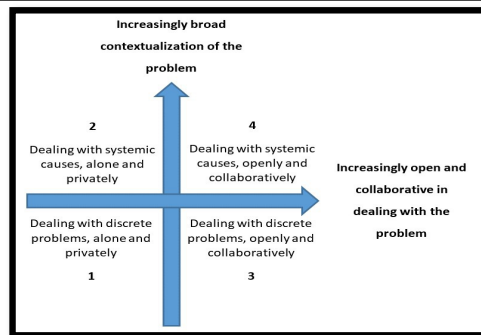 Increasingly broad
contextualization of the
problem
2
Dealing with systemic
causes, alone and
privately
4
Dealing with systemic
causes, openly and
collaboratively
Increasingly open and
collaborative in
dealing with the
problem
Dealing with discrete
problems, alone and
privately
1
Dealing with discrete
problems, openly and
collaboratively
3